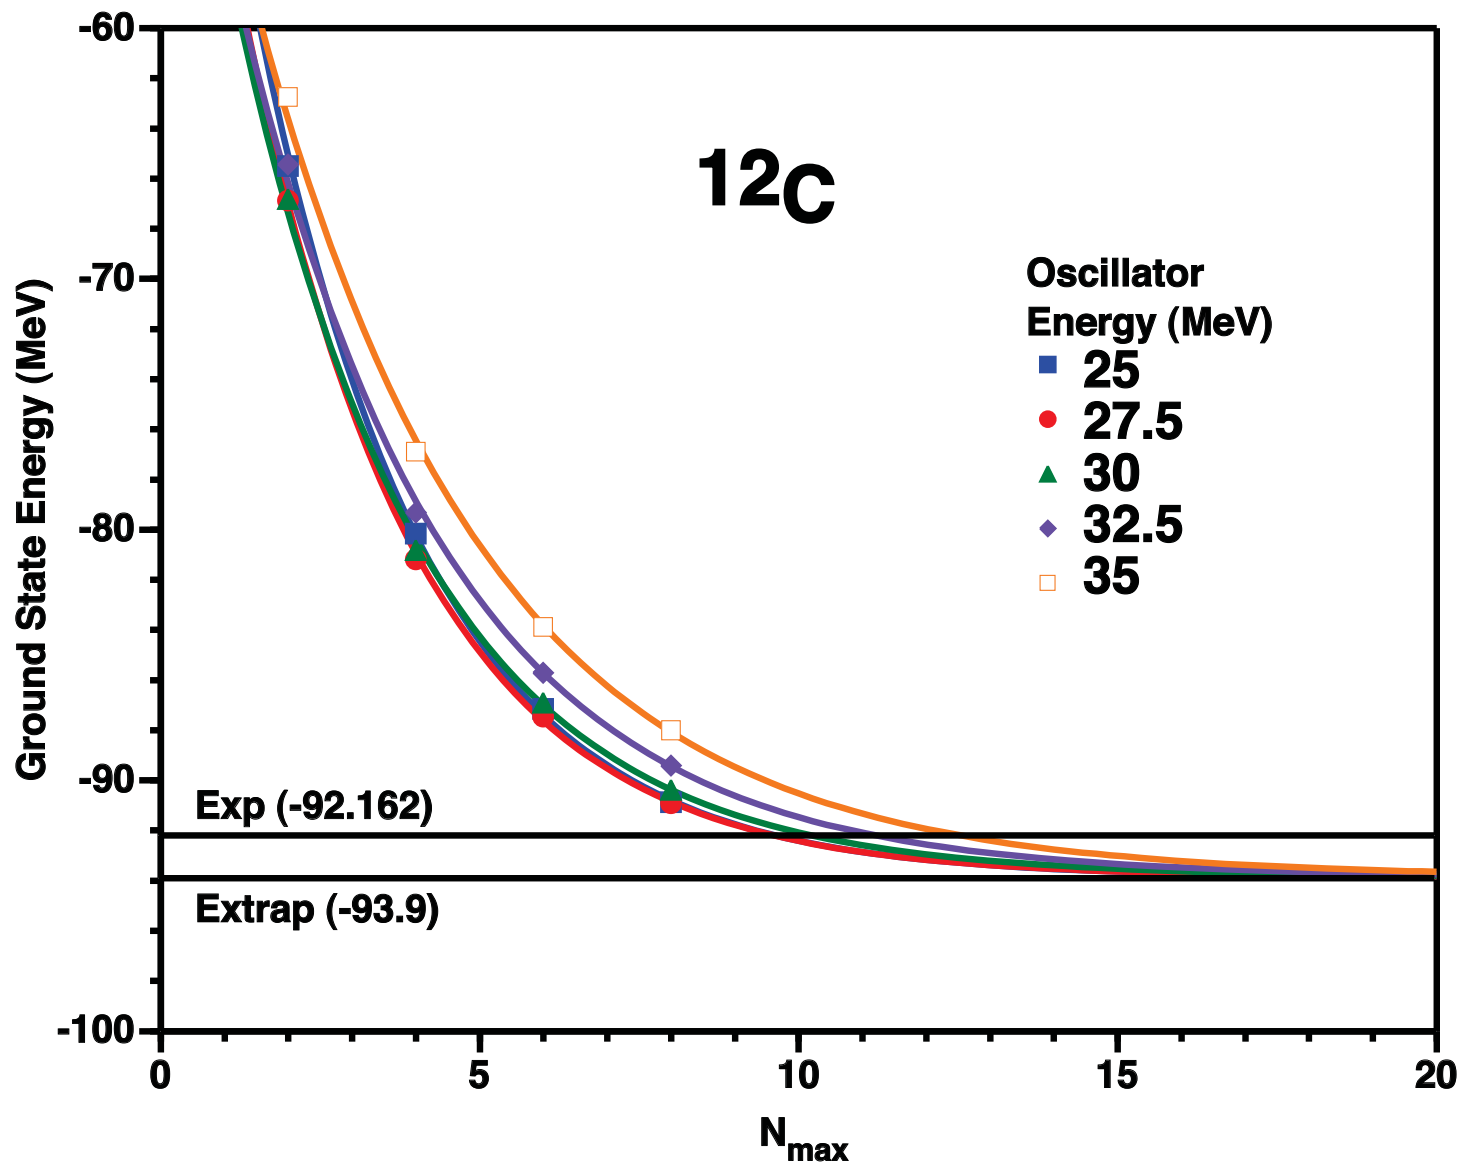 -60
-70
-80
-90
-100
Ground State Energy (MeV)
12C
Oscillator
Energy (MeV)
25
27.5
30
32.5
35
Exp (-92.162)
Extrap (-93.9)
0 5 10 15 20
Nmax